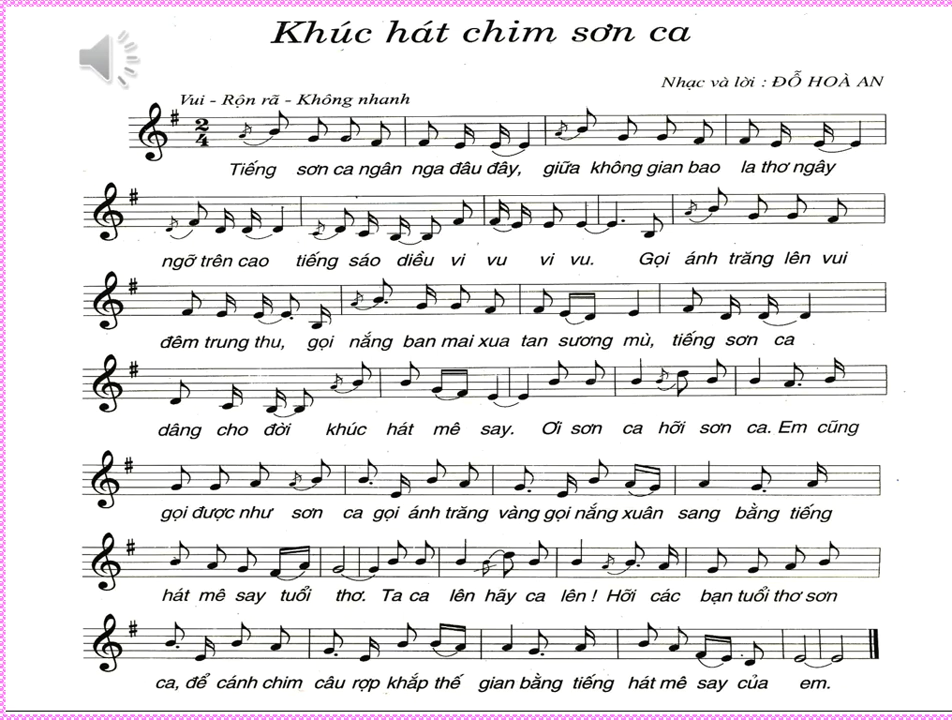 Khúc hát chim sơn ca
Nhạc và lời : ĐỖ HOÀ AN
Vui - Rộn rã - Không nhanh
2
4
Tiếng sơn ca ngân nga đâu đây, giữa không gian bao la thơ ngây
ngỡ trên cao tiếng sáo diều vi vu vi vu. Gọi ánh trăng lên vui
đêm trung thu, gọi nắng ban mai xua tan sương mù, tiếng sơn ca
dâng cho đời khúc hát mê say. Ơi sơn ca hỡi sơn ca. Em cũng
gọi được như sơn ca gọi ánh trăng vàng gọi nắng xuân sang bằng tiếng
hát mê say tuổi thơ. Ta ca lên hãy ca lên ! Hỡi các bạn tuổi thơ sơn
ca, để cánh chim câu rợp khắp thế gian bằng tiếng hát mê say của em.